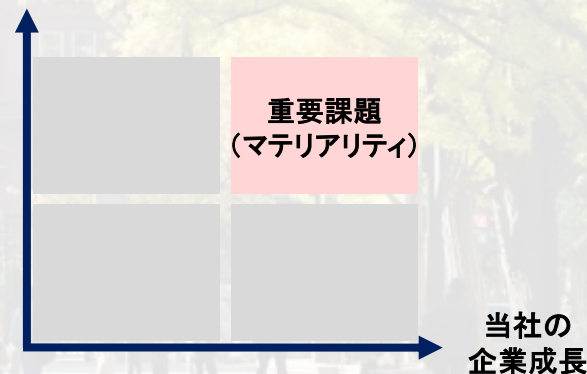 重要課題
（マテリアリティ）
当社の
企業成長